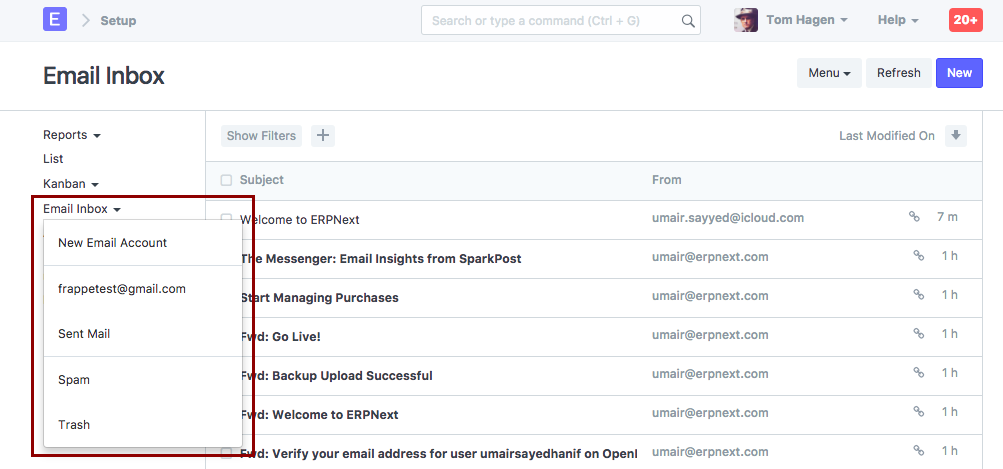 E Setup Search or type a command (Ctrl + G) Tom Hagen Help 20+
Email Inbox Menu Refresh New
Reports
List
Kanban
Email Inbox
New Email Account
frappetest@gmail.com
Sent Mail
Spam
Trash
Show Filters + Last Modified On
Subject From
Welcome to ERPNext umair.sayyed@icloud.com 7 m
The Messenger: Email Insights from SparkPost umair@erpnext.com 1 h
Start Managing Purchases umair@erpnext.com 1 h
Fwd: Go Live! umair@erpnext.com 1 h
Fwd: Backup Upload Successful umair@erpnext.com 1 h
Fwd: Welcome to ERPNext umair@erpnext.com 1 h
Fwd: Verify your email address for user umairsayedhanif on Open umair@erpnext.com 1 h